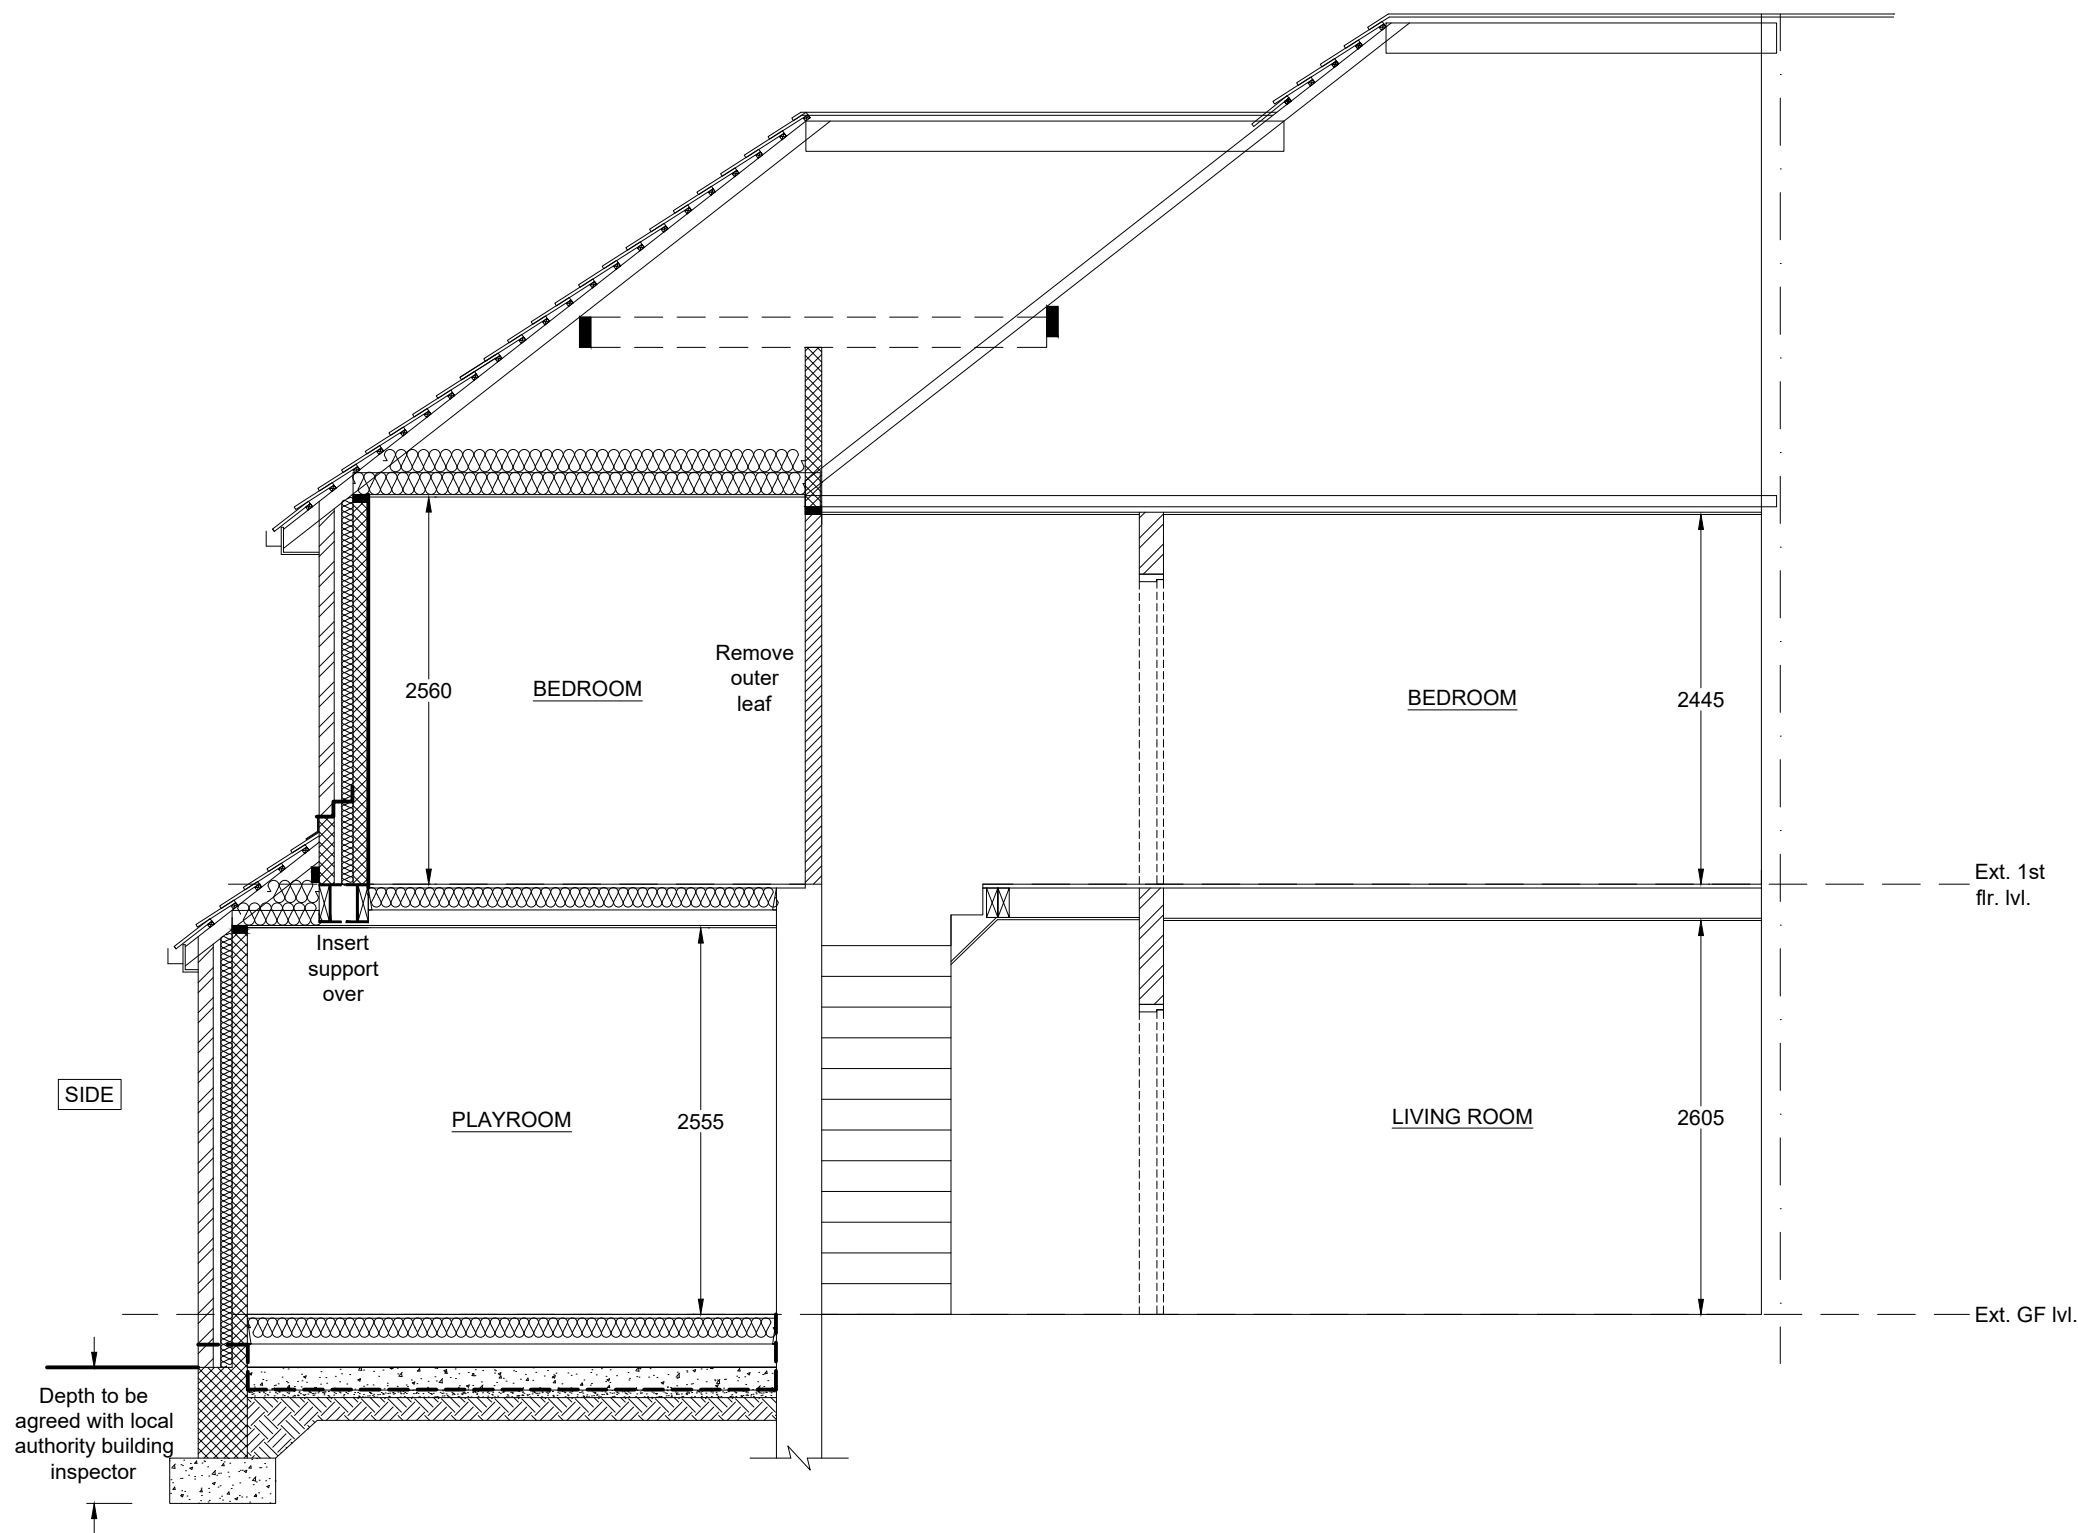 Remove
outer
leaf
2560
BEDROOM
BEDROOM
2445
Ext. 1st
flr. lvl.
Insert
support
over
SIDE
PLAYROOM
2555
LIVING ROOM
2605
Ext. GF lvl.
Depth to be
agreed with local
authority building
inspector